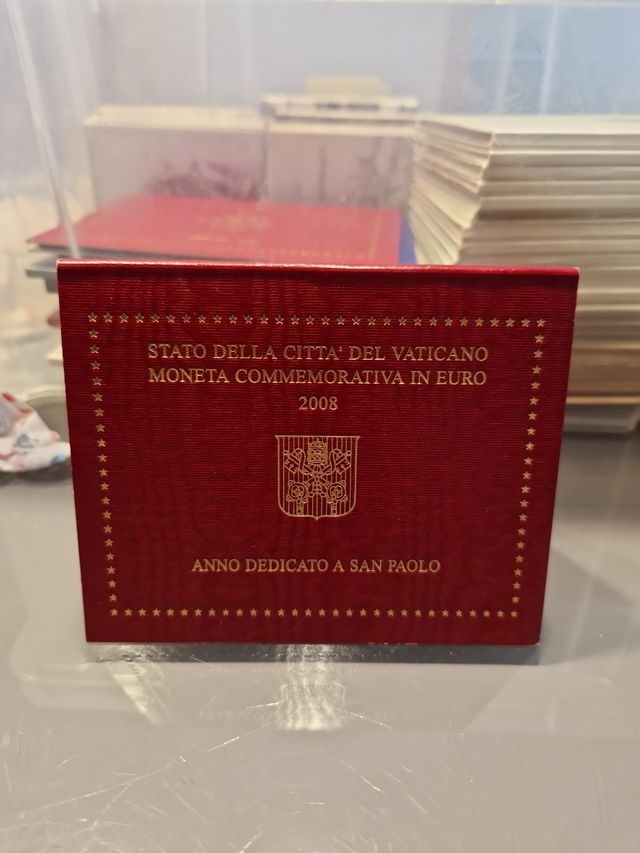 STATO DELLA CITTA' DEL VATICANO
MONETA COMMEMORATIVA IN EURO
2008
ANNO DEDICATO A SAN PAOLO